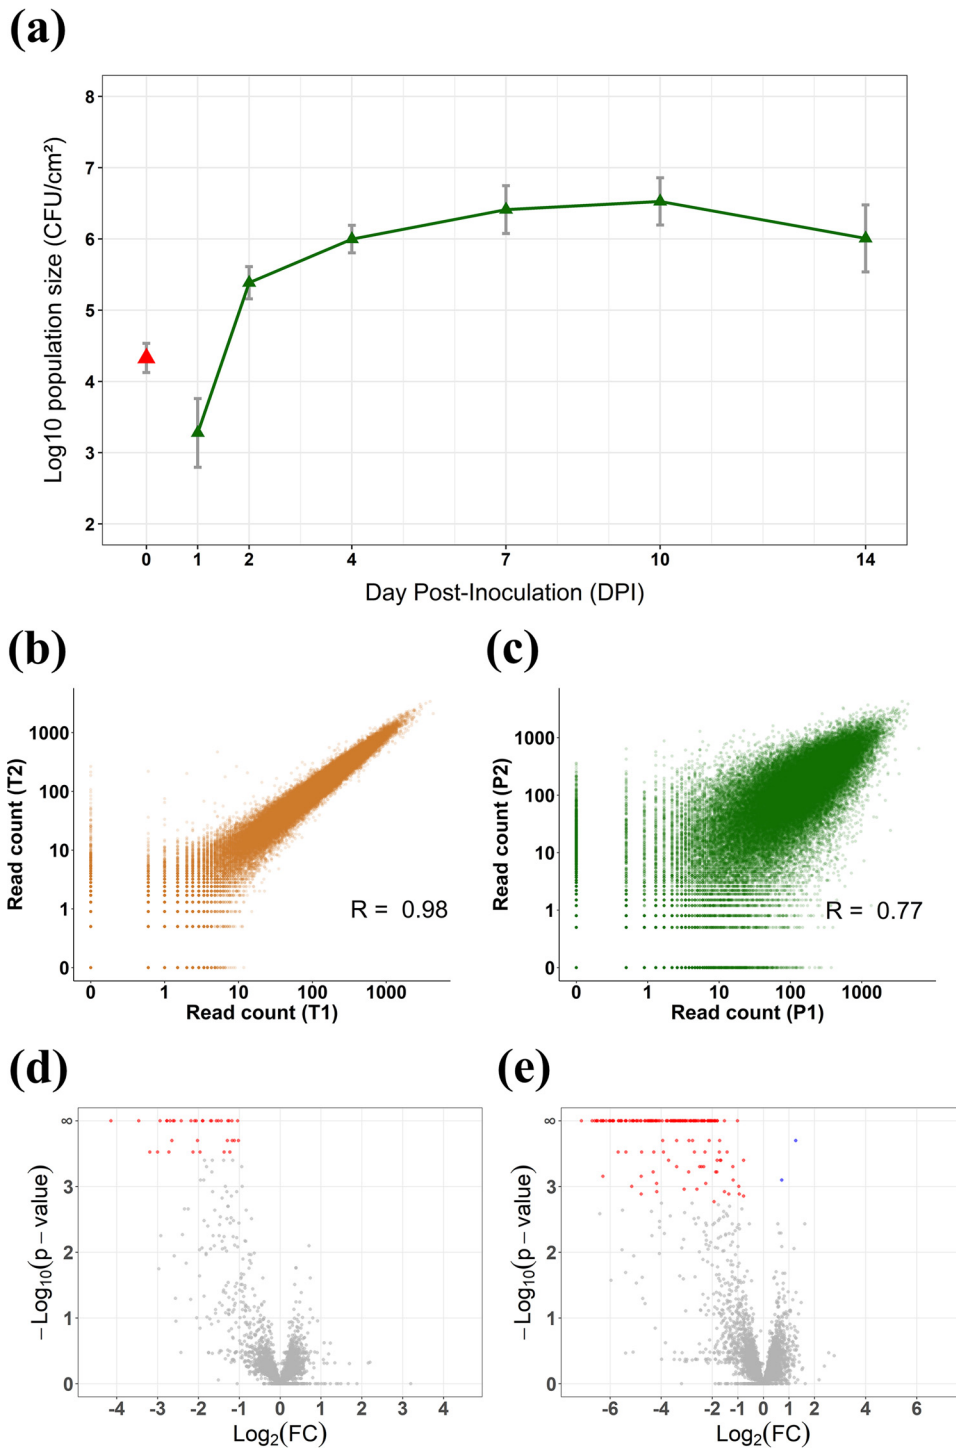 (a)
Log10 population size (CFU/cm²)
8
7
6
5
4
3
2
0 1 2 4 7 10 14
Day Post-Inoculation (DPI)
(b)
Read count (T2)
1000
100
10
1
0
R = 0.98
0 1 10 100 1000
Read count (T1)
(c)
Read count (P2)
1000
100
10
1
0
R = 0.77
0 1 10 100 1000
Read count (P1)
(d)
−Log₁₀(p−value)
∞
3
2
1
0
-4 -3 -2 -1 0 1 2 3 4
Log₂(FC)
(e)
−Log₁₀(p−value)
∞
3
2
1
0
-6 -4 -2 -1 0 1 2 4 6
Log₂(FC)